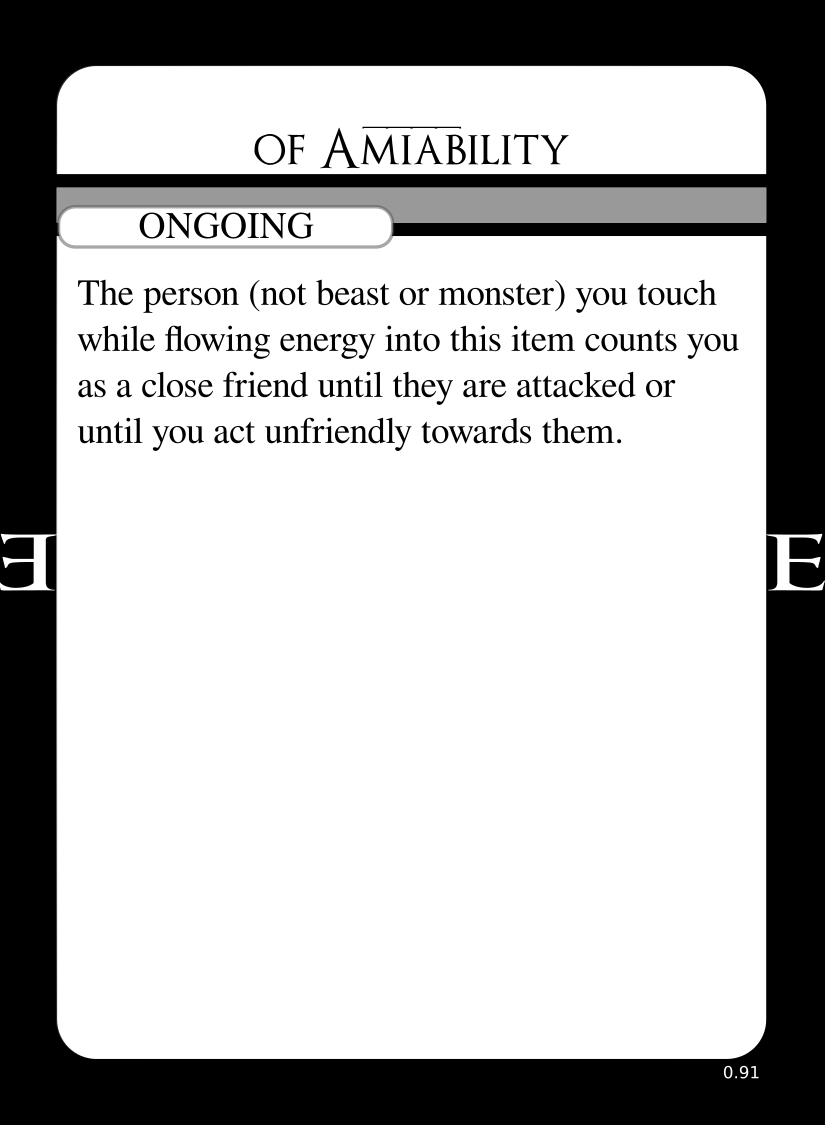 OF AMIABILITY
ONGOING
The person (not beast or monster) you touch
while flowing energy into this item counts you
as a close friend until they are attacked or
until you act unfriendly towards them.
E
E
0.91